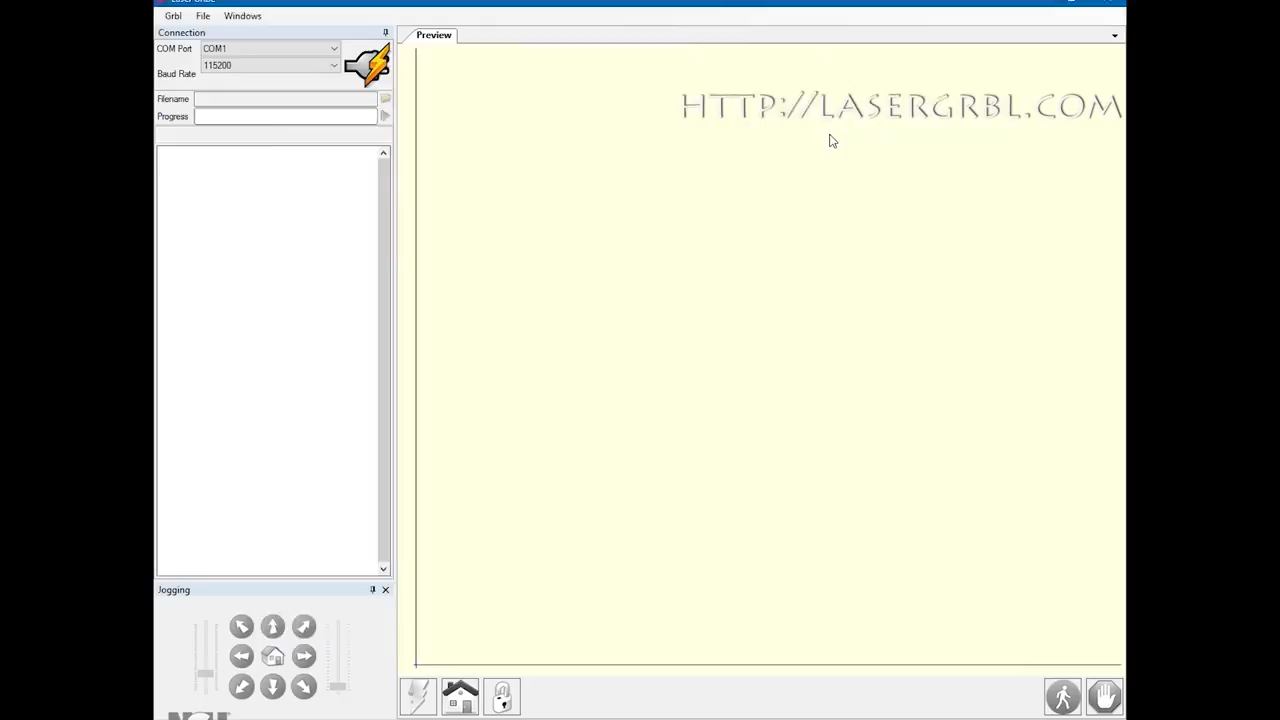 Grbl File Windows
Connection
Preview
COM Port COM1
Baud Rate 115200
HTTP://LASERGRBL.COM
Filename
Progress
Jogging